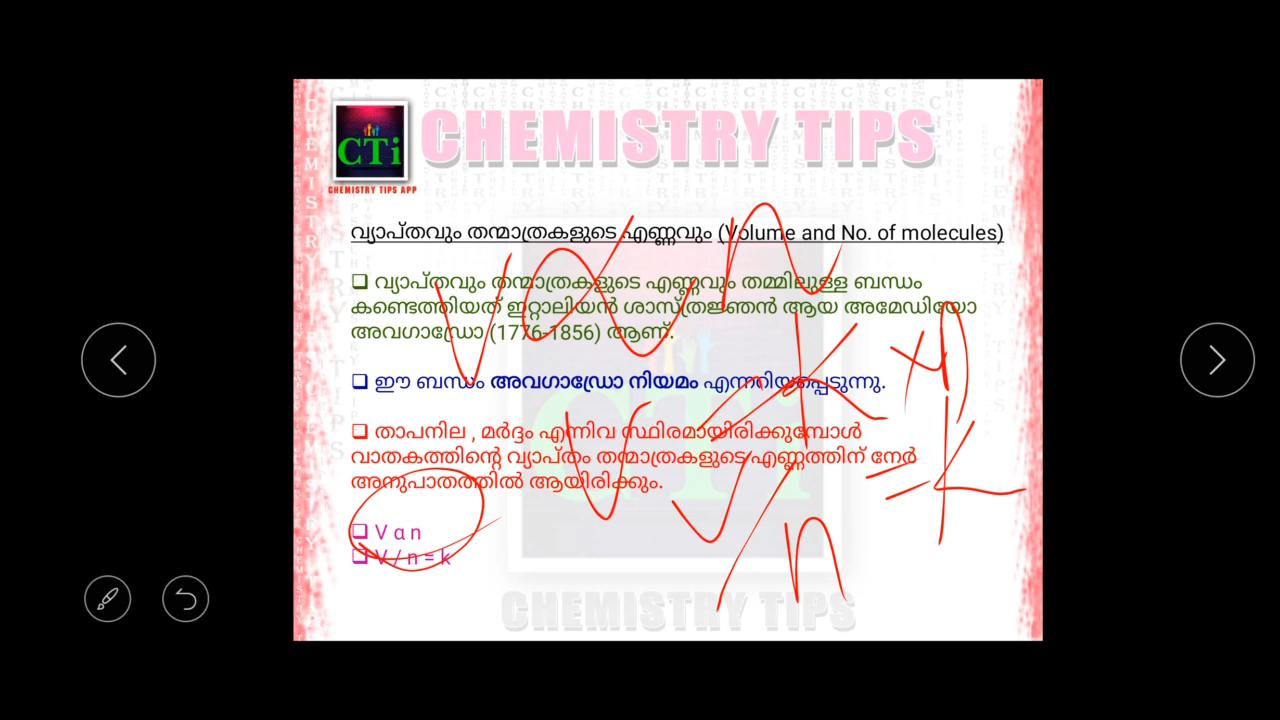 CTi
CHEMISTRY TIPS
CHEMISTRY TIPS APP
വ്യാപ്തവും തന്മാത്രകളുടെ എണ്ണവും (Volume and No. of molecules)
❑ വ്യാപ്തവും തന്മാത്രകളുടെ എണ്ണവും തമ്മിലുള്ള ബന്ധം
കണ്ടെത്തിയത് ഇറ്റാലിയൻ ശാസ്ത്രജ്ഞൻ ആയ അമേഡിയോ
അവഗാഡ്രോ (1776-1856) ആണ്.
❑ ഈ ബന്ധം അവഗാഡ്രോ നിയമം എന്നറിയപ്പെടുന്നു.
❑ താപനില , മർദ്ദം എന്നിവ സ്ഥിരമായിരിക്കുമ്പോൾ
വാതകത്തിന്റെ വ്യാപ്തം തന്മാത്രകളുടെ എണ്ണത്തിന് നേർ
അനുപാതത്തിൽ ആയിരിക്കും.
❑ V α n
❑ V / n = k
V α n
V = k × n
V / n = k
CHEMISTRY TIPS